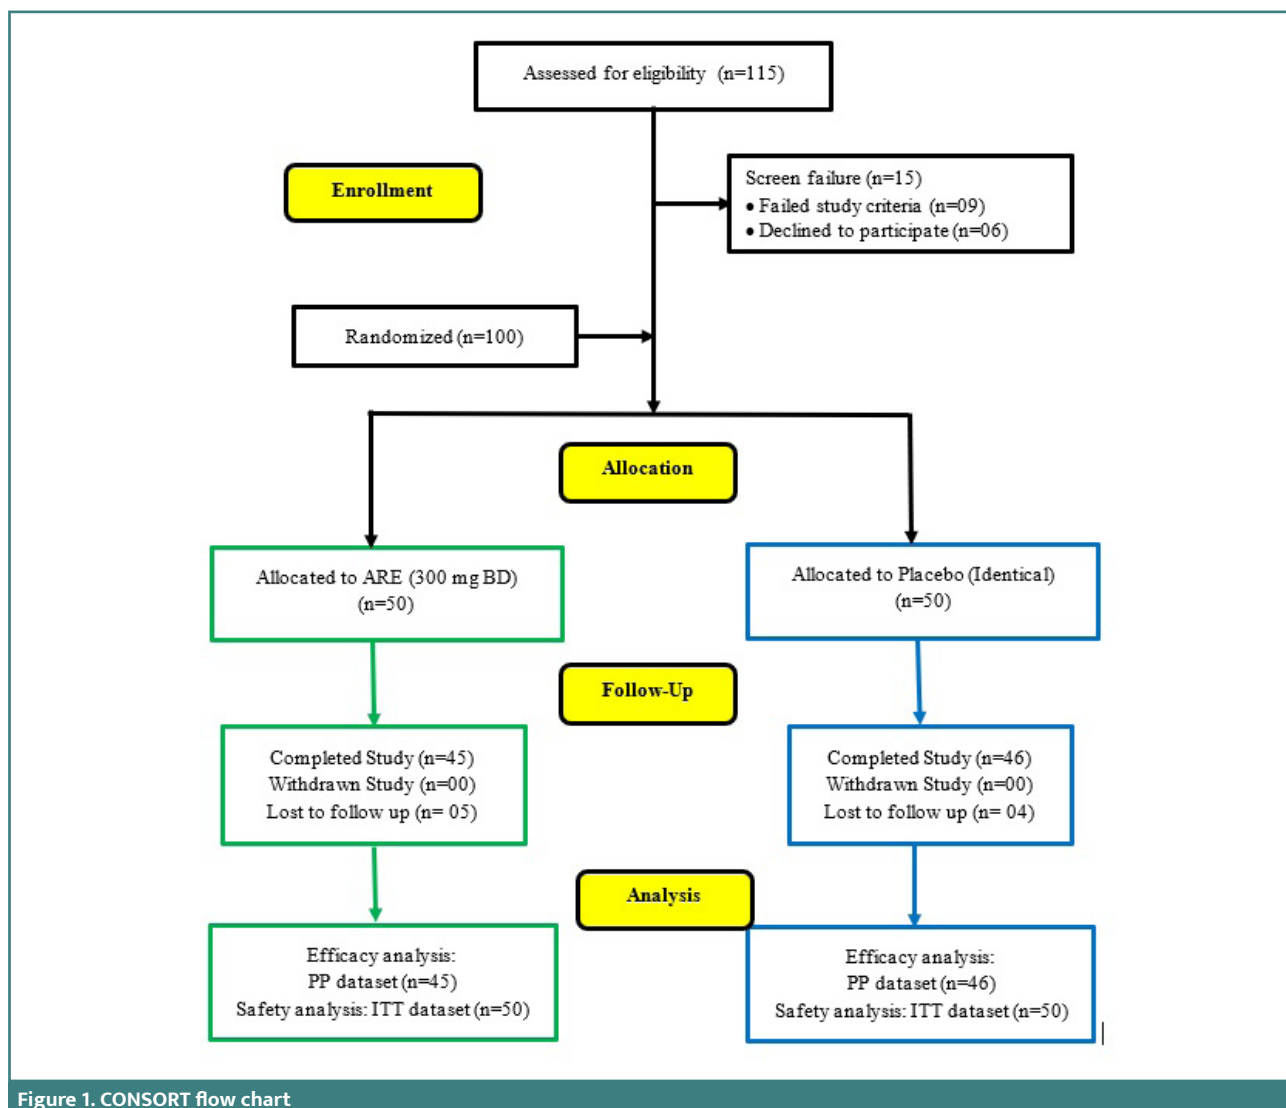 Assessed for eligibility (n=115)
Enrollment
Screen failure (n=15)
• Failed study criteria (n=09)
• Declined to participate (n=06)
Randomized (n=100)
Allocation
Allocated to ARE (300 mg BD)
(n=50)
Allocated to Placebo (Identical)
(n=50)
Follow-Up
Completed Study (n=45)
Withdrawn Study (n=00)
Lost to follow up (n= 05)
Completed Study (n=46)
Withdrawn Study (n=00)
Lost to follow up (n= 04)
Analysis
Efficacy analysis:
PP dataset (n=45)
Safety analysis: ITT dataset (n=50)
Efficacy analysis:
PP dataset (n=46)
Safety analysis: ITT dataset (n=50)
Figure 1. CONSORT flow chart